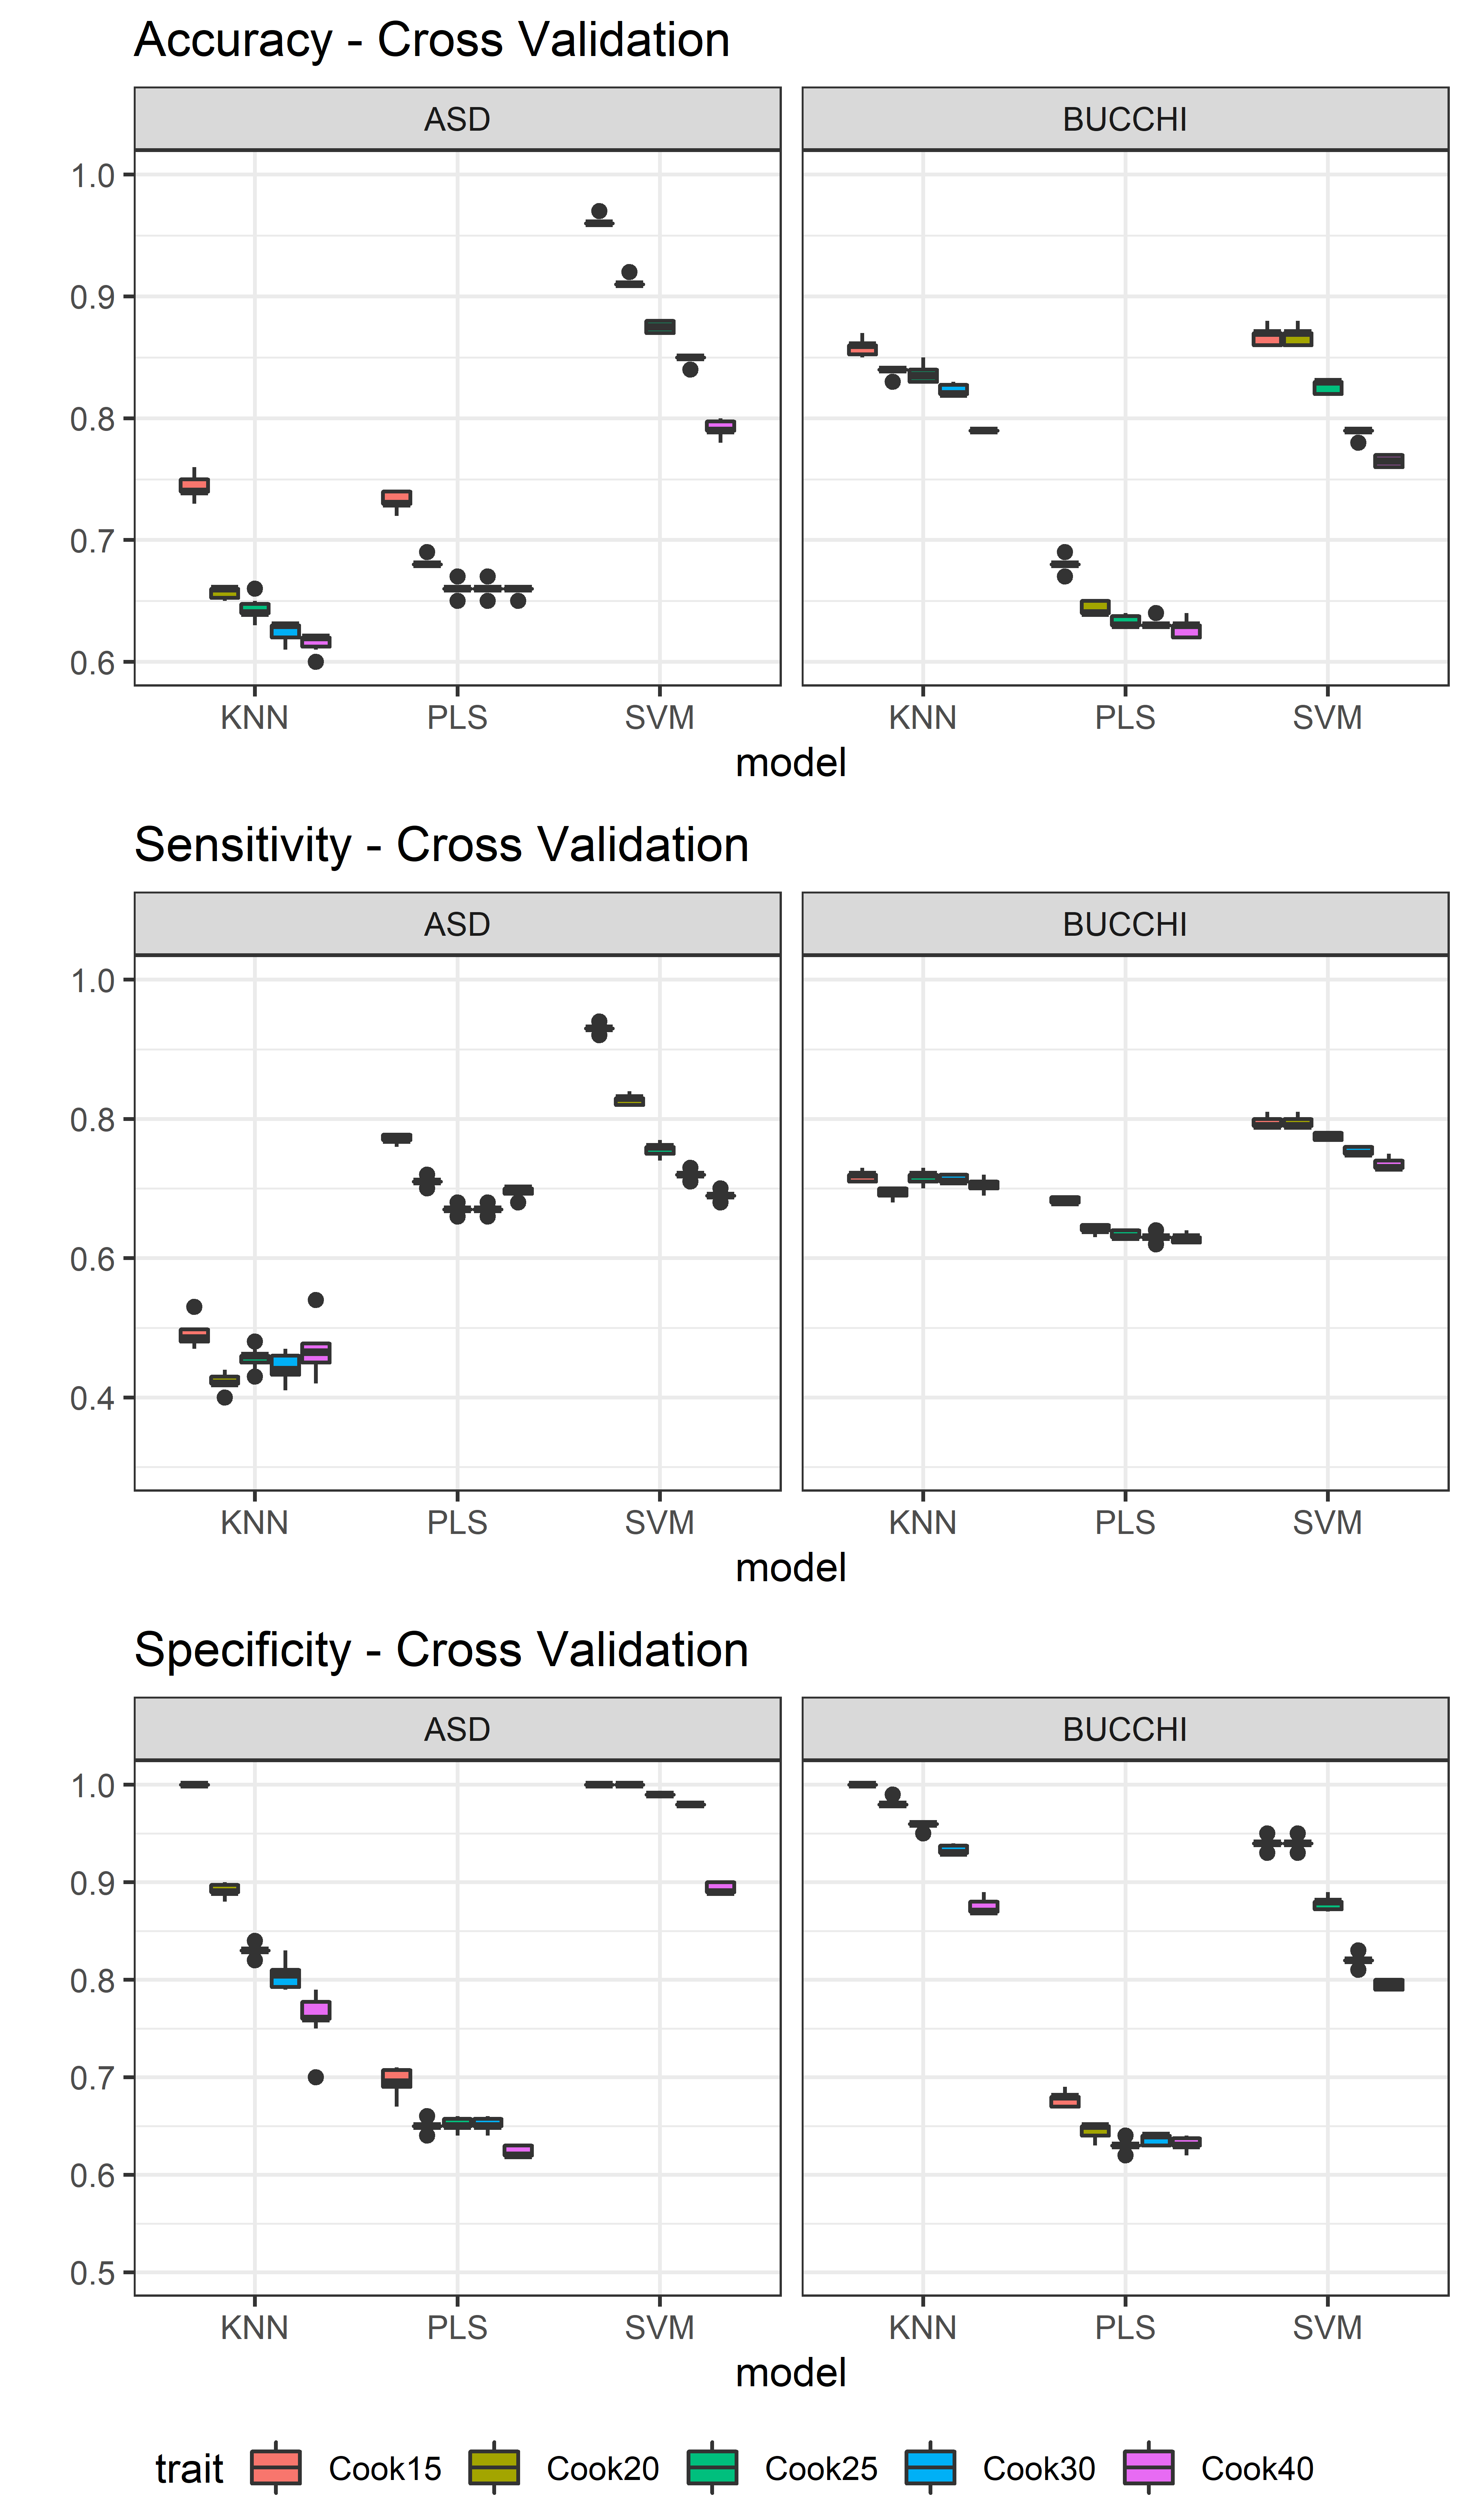 Accuracy - Cross Validation
ASD BUCCHI
1.0
0.9
0.8
0.7
0.6
KNN PLS SVM KNN PLS SVM
model
Sensitivity - Cross Validation
ASD BUCCHI
1.0
0.8
0.6
0.4
KNN PLS SVM KNN PLS SVM
model
Specificity - Cross Validation
ASD BUCCHI
1.0
0.9
0.8
0.7
0.6
0.5
KNN PLS SVM KNN PLS SVM
model
trait Cook15 Cook20 Cook25 Cook30 Cook40